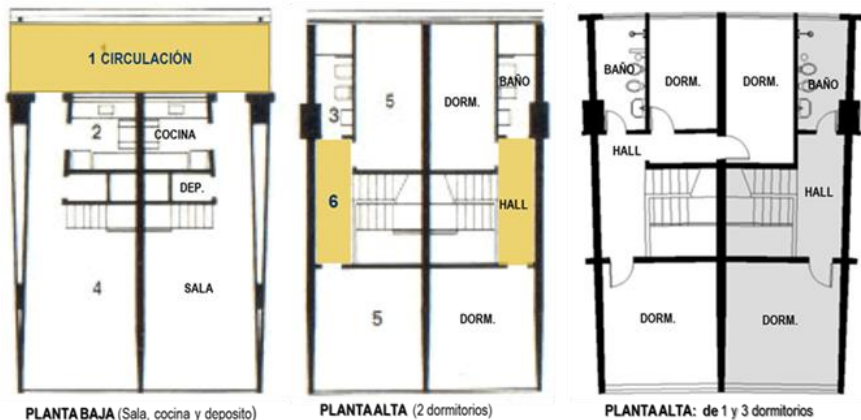 1 CIRCULACIÓN
2
COCINA
DEP.
4
SALA
PLANTA BAJA (Sala, cocina y deposito)
3
5
DORM.
BAÑO
6
HALL
5
DORM.
PLANTA ALTA (2 dormitorios)
BAÑO
DORM.
DORM.
BAÑO
HALL
HALL
DORM.
DORM.
PLANTA ALTA: de 1 y 3 dormitorios